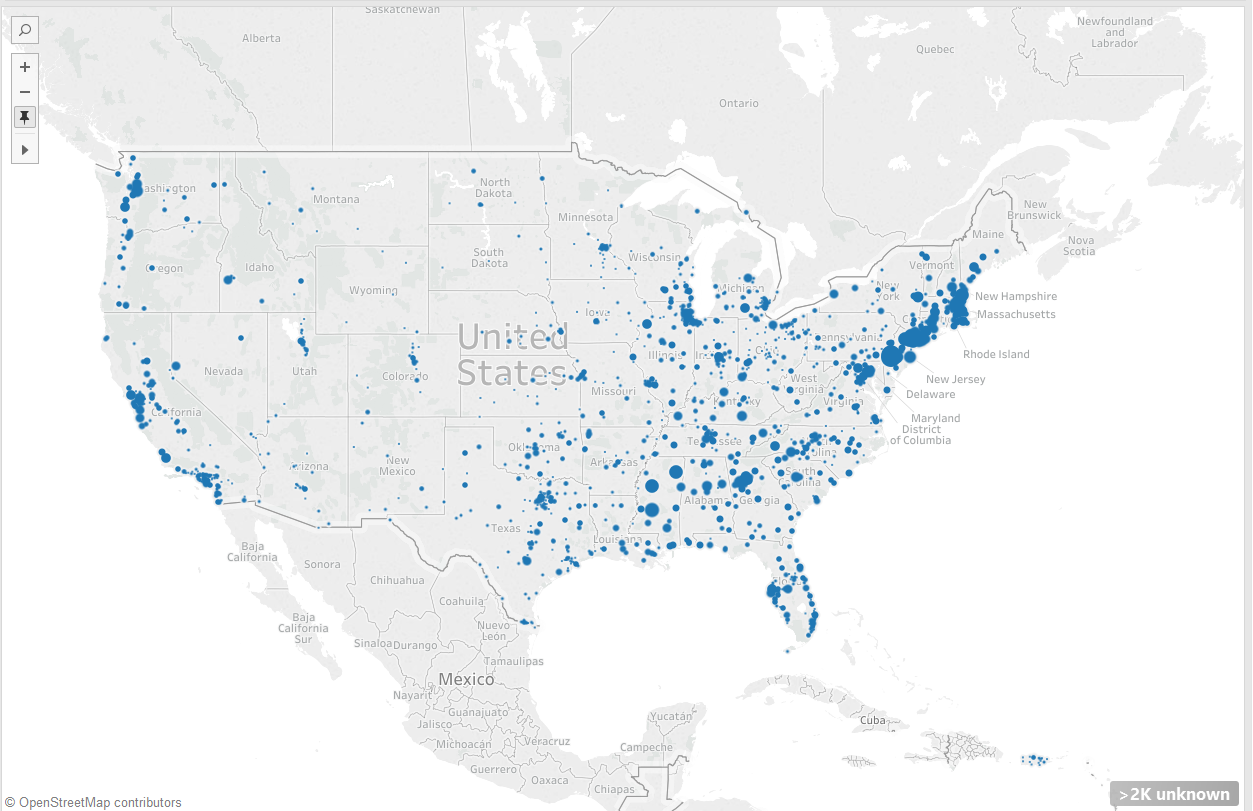 Saskatchewan
Alberta
Newfoundland
and
Labrador
Quebec
Ontario
Washington
North
Dakota
Montana
Minnesota
New
Brunswick
Maine
Nova
Scotia
South
Dakota
Wisconsin
Vermont
Oregon
Idaho
Wyoming
Michigan
New
York
New Hampshire
Massachusetts
Iowa
United
States
Pennsylvania
Rhode Island
Nevada
Utah
Colorado
Illinois
West
Virginia
New Jersey
Delaware
Missouri
Kentucky
Virginia
California
Maryland
District
of Columbia
Oklahoma
Tennessee
Arizona
New
Mexico
Arkansas
South
Carolina
Alabama
Georgia
Texas
Louisiana
Baja
California
Sonora
Chihuahua
Florida
Coahuila
Baja
California
Sur
Nuevo
León
Sinaloa
Durango
Tamaulipas
Mexico
Nayarit
Guanajuato
Jalisco
Michoacán
Veracruz
Yucatán
Cuba
Campeche
Guerrero
Oaxaca
Chiapas
>2K unknown
© OpenStreetMap contributors